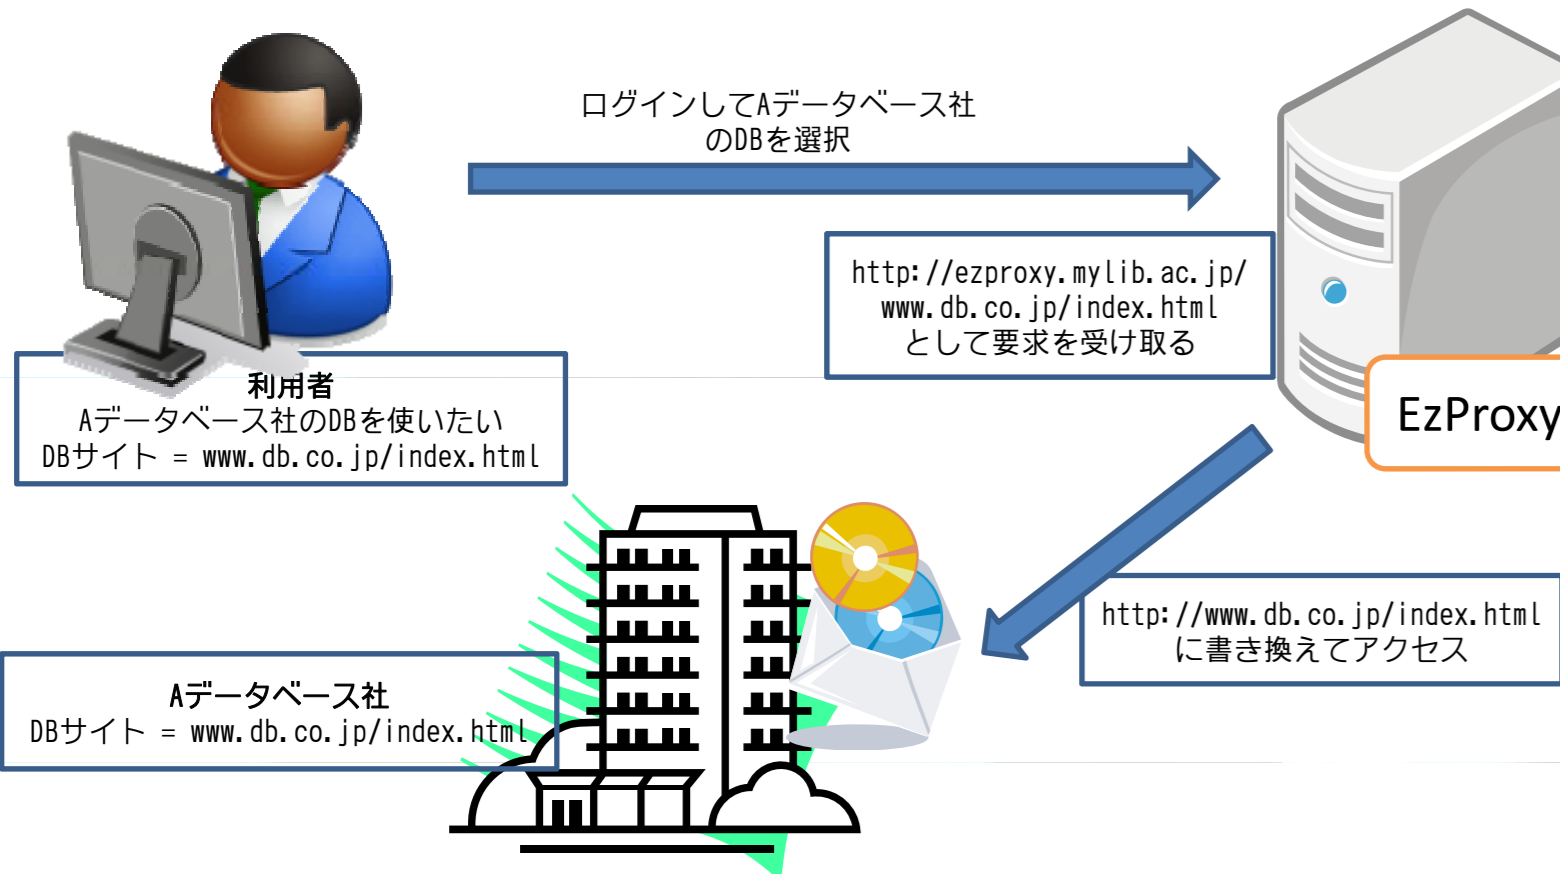 ログインしてAデータベース社
のDBを選択
http://ezproxy.mylib.ac.jp/
www.db.co.jp/index.html
として要求を受け取る
EzProxy
利用者
Aデータベース社のDBを使いたい
DBサイト = www.db.co.jp/index.html
http://www.db.co.jp/index.html
に書き換えてアクセス
Aデータベース社
DBサイト = www.db.co.jp/index.html